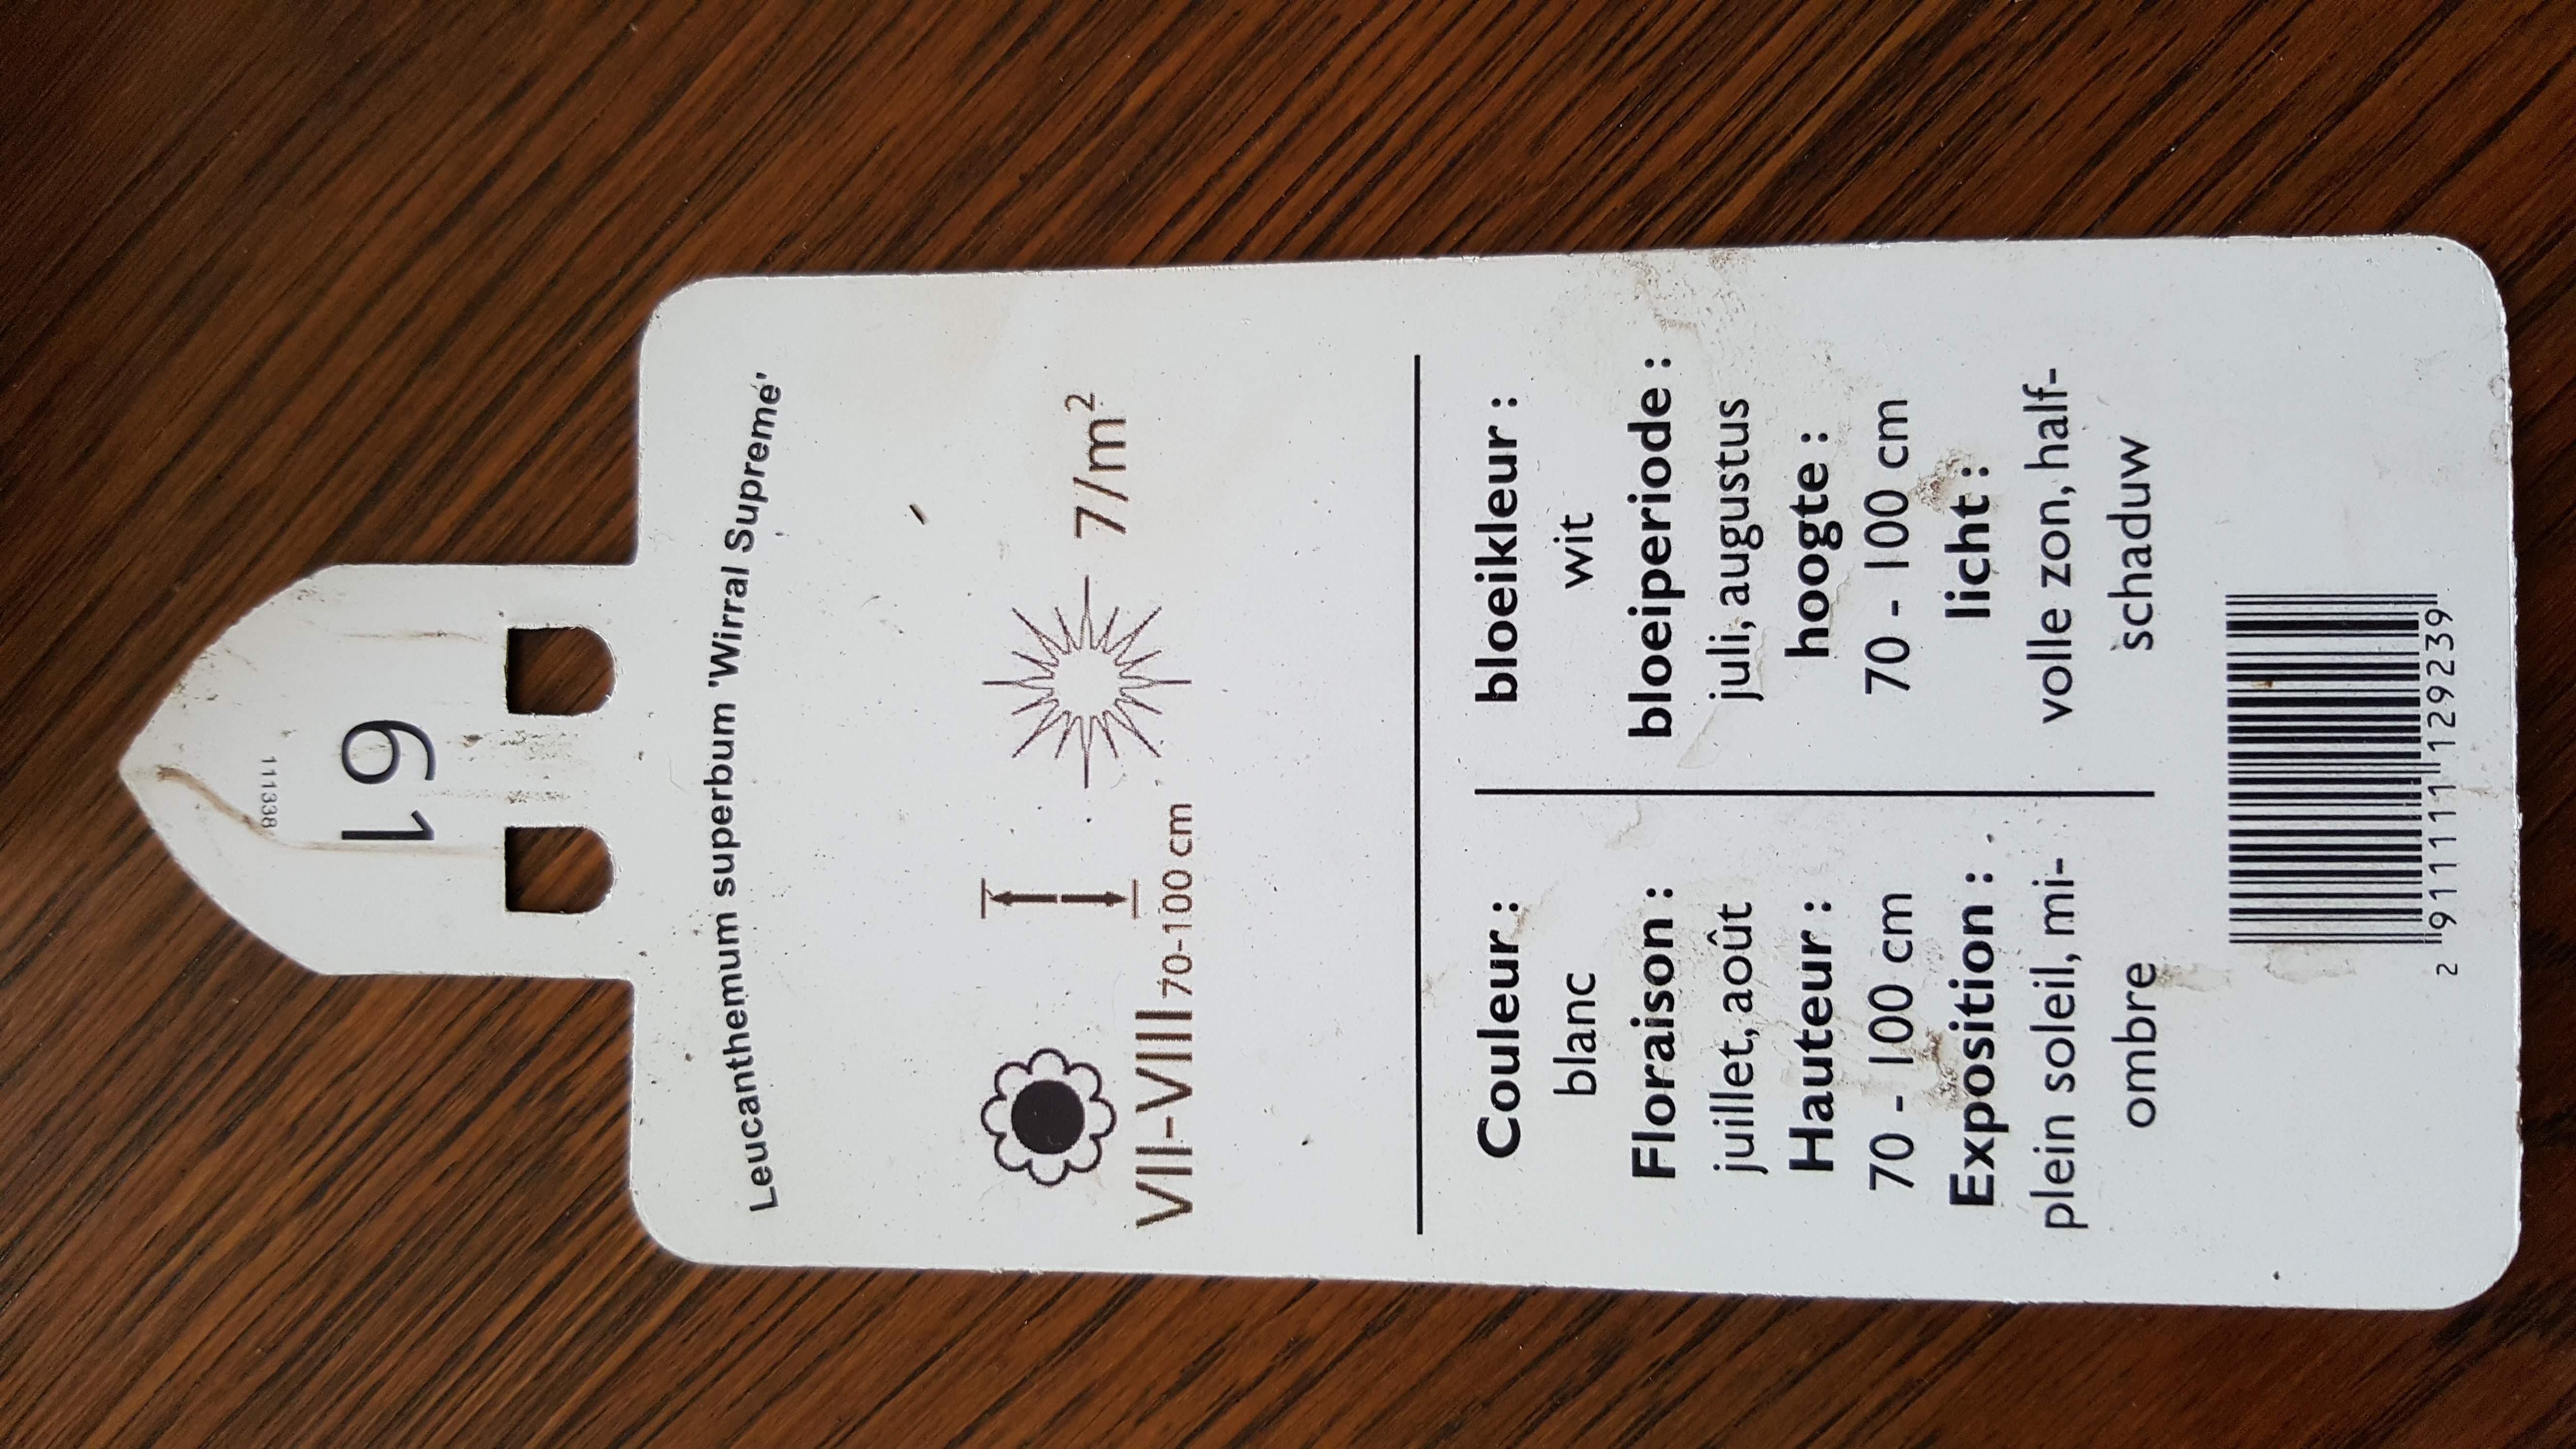 111338
61
Leucanthemum superbum 'Wirral Supreme'
7/m²
VII-VIII 70-100 cm
Couleur :
blanc
Floraison :
juillet, août
Hauteur :
70 - 100 cm
Exposition :
plein soleil, mi-
ombre
bloeikleur :
wit
bloeiperiode :
juli, augustus
hoogte :
70 - 100 cm
licht :
volle zon, half-
schaduw
2 911111 129239